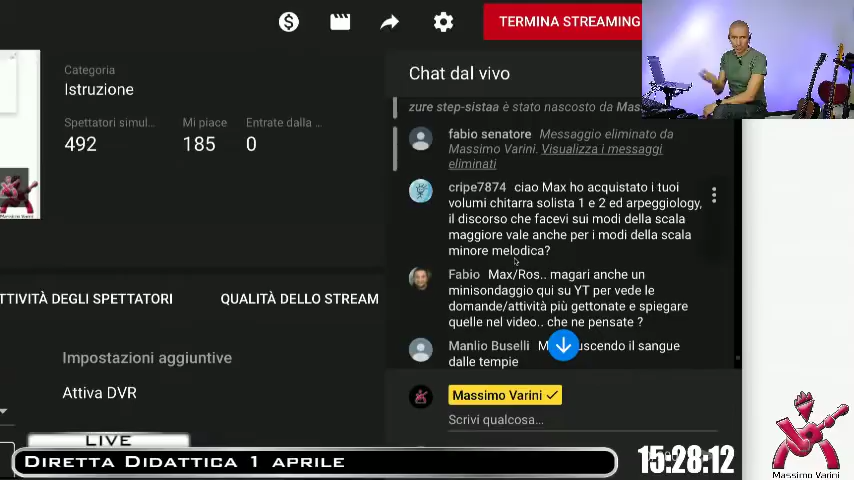 TERMINA STREAMING
Categoria
Istruzione
Spettatori simul...
Mi piace
Entrate dalla ...
492
185
0
Chat dal vivo
zure step-sistaa è stato nascosto da Mas
fabio senatore Messaggio eliminato da
Massimo Varini. Visualizza i messaggi
eliminati
cripe7874 ciao Max ho acquistato i tuoi
volumi chitarra solista 1 e 2 ed arpeggiology,
il discorso che facevi sui modi della scala
maggiore vale anche per i modi della scala
minore melodica?
Fabio Max/Ros.. magari anche un
minisondaggio qui su YT per vede le
domande/attività più gettonate e spiegare
quelle nel video.. che ne pensate ?
Manlio Buselli M uscendo il sangue
dalle tempie
TTIVITÀ DEGLI SPETTATORI
QUALITÀ DELLO STREAM
Impostazioni aggiuntive
Attiva DVR
Massimo Varini
Scrivi qualcosa...
LIVE
DIRETTA DIDATTICA 1 APRILE
15:28:12
Massimo Varini